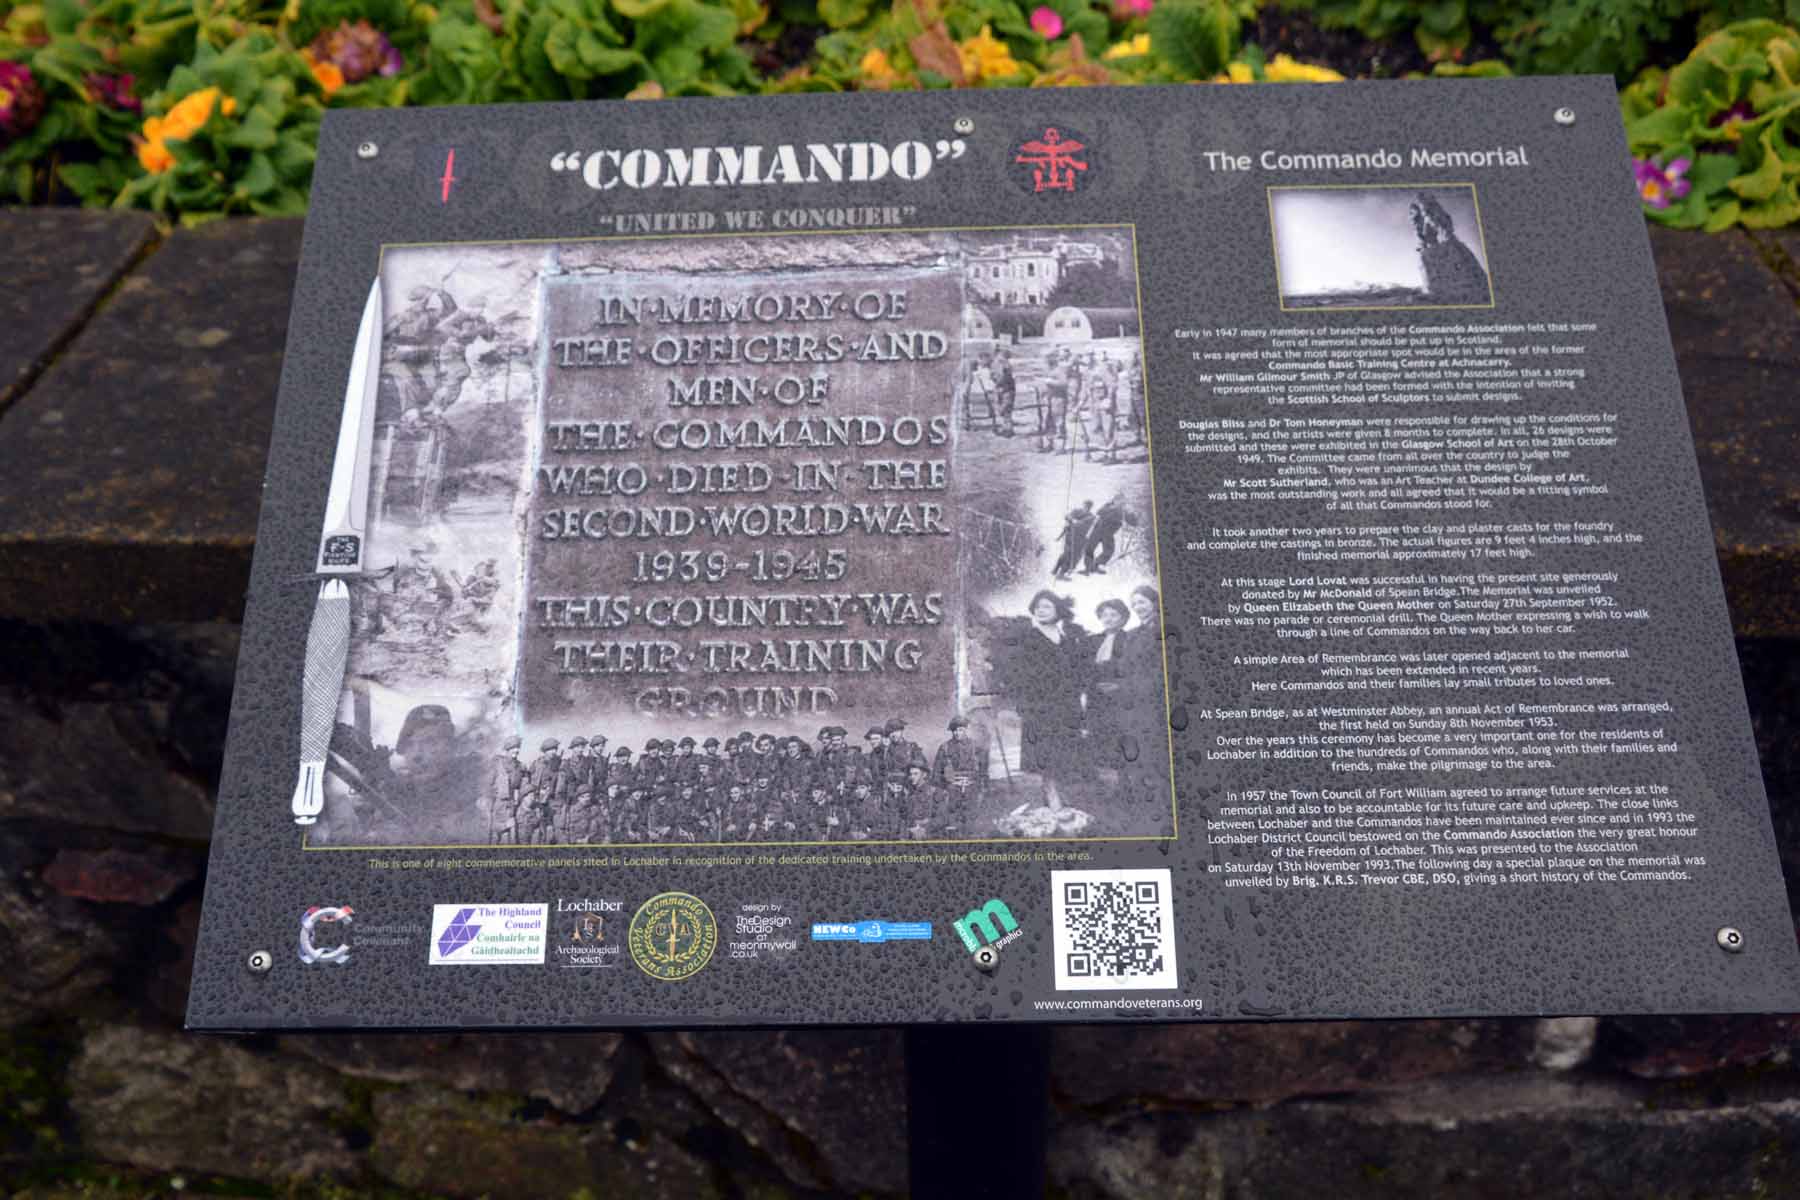 “COMMANDO”
“UNITED WE CONQUER”
IN·MEMORY·OF
THE·OFFICERS·AND
MEN·OF
THE·COMMANDOS
WHO·DIED·IN·THE
SECOND·WORLD·WAR
1939-1945
THIS·COUNTRY·WAS
THEIR·TRAINING
GROUND
THE
F-S
FIGHTING
KNIFE
This is one of eight commemorative panels sited in Lochaber in recognition of the dedicated training undertaken by the Commandos in the area.
Community
Covenant
The Highland
Council
Comhairle na
Gàidhealtachd
Lochaber
Archaeological
Society
Commando
Veterans Association
design by
TheDesign
Studio
at
meonmywall
.co.uk
NEWCo
graphics
www.commandoveterans.org
The Commando Memorial
Early in 1947 many members of branches of the Commando Association felt that some
form of memorial should be put up in Scotland.
It was agreed that the most appropriate spot would be in the area of the former
Commando Basic Training Centre at Achnacarry.
Mr William Gilmour Smith JP of Glasgow advised the Association that a strong
representative committee had been formed with the intention of inviting
the Scottish School of Sculptors to submit designs.
Douglas Bliss and Dr Tom Honeyman were responsible for drawing up the conditions for
the designs, and the artists were given 8 months to complete. In all, 26 designs were
submitted and these were exhibited in the Glasgow School of Art on the 28th October
1949. The Committee came from all over the country to judge the
exhibits. They were unanimous that the design by
Mr Scott Sutherland, who was an Art Teacher at Dundee College of Art,
was the most outstanding work and all agreed that it would be a fitting symbol
of all that Commandos stood for.
It took another two years to prepare the clay and plaster casts for the foundry
and complete the castings in bronze. The actual figures are 9 feet 4 inches high, and the
finished memorial approximately 17 feet high.
At this stage Lord Lovat was successful in having the present site generously
donated by Mr McDonald of Spean Bridge.The Memorial was unveiled
by Queen Elizabeth the Queen Mother on Saturday 27th September 1952.
There was no parade or ceremonial drill. The Queen Mother expressing a wish to walk
through a line of Commandos on the way back to her car.
A simple Area of Remembrance was later opened adjacent to the memorial
which has been extended in recent years.
Here Commandos and their families lay small tributes to loved ones.
At Spean Bridge, as at Westminster Abbey, an annual Act of Remembrance was arranged,
the first held on Sunday 8th November 1953.
Over the years this ceremony has become a very important one for the residents of
Lochaber in addition to the hundreds of Commandos who, along with their families and
friends, make the pilgrimage to the area.
In 1957 the Town Council of Fort William agreed to arrange future services at the
memorial and also to be accountable for its future care and upkeep. The close links
between Lochaber and the Commandos have been maintained ever since and in 1993 the
Lochaber District Council bestowed on the Commando Association the very great honour
of the Freedom of Lochaber. This was presented to the Association
on Saturday 13th November 1993.The following day a special plaque on the memorial was
unveiled by Brig. K.R.S. Trevor CBE, DSO, giving a short history of the Commandos.